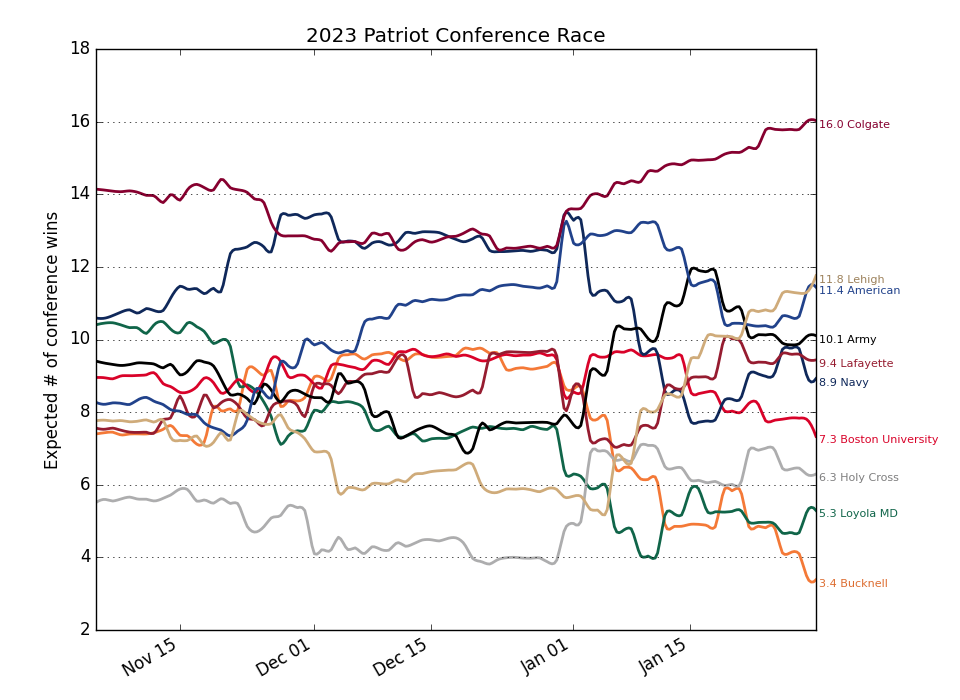 2023 Patriot Conference Race
Expected # of conference wins
18
16
14
12
10
8
6
4
2
Nov 15
Dec 01
Dec 15
Jan 01
Jan 15
16.0 Colgate
11.8 Lehigh
11.4 American
10.1 Army
9.4 Lafayette
8.9 Navy
7.3 Boston University
6.3 Holy Cross
5.3 Loyola MD
3.4 Bucknell